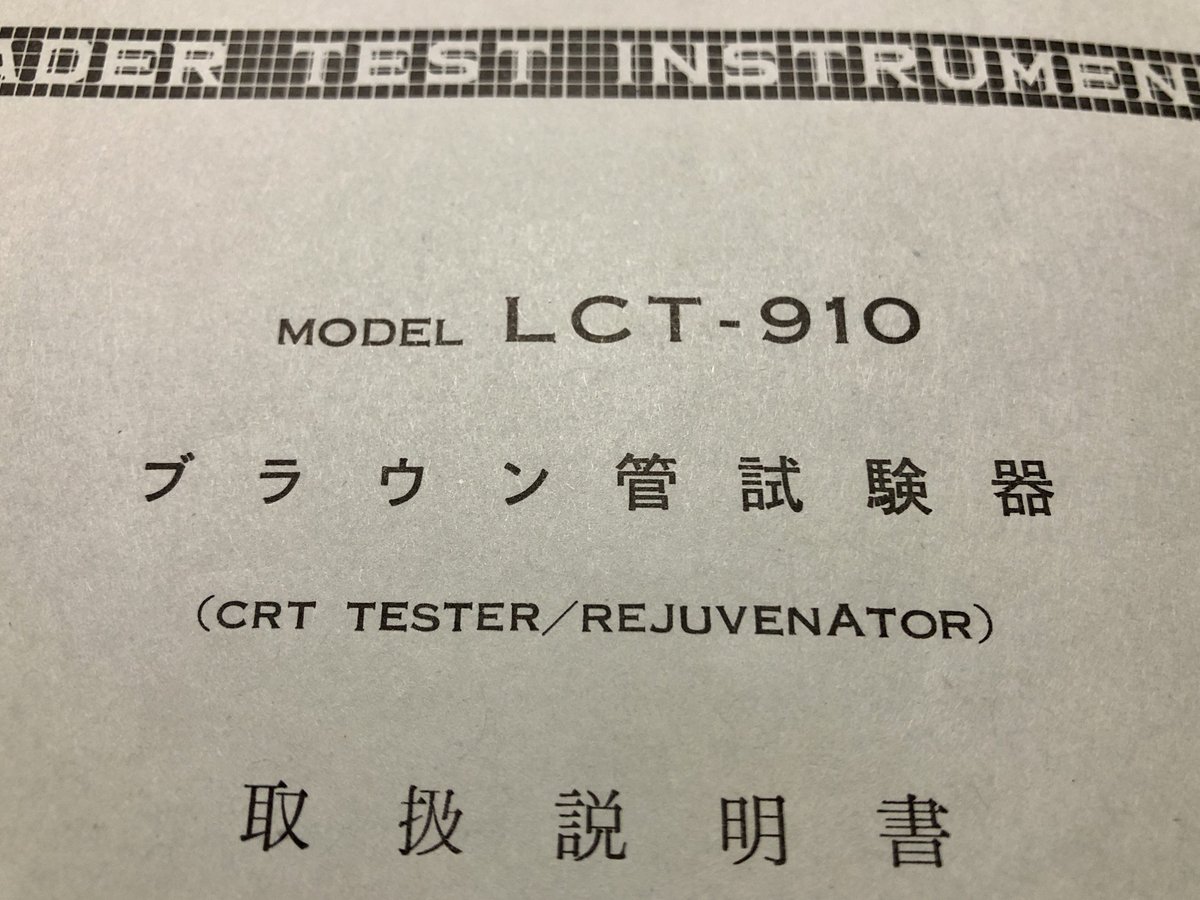 ADER TEST INSTRUMEN
MODEL LCT-910
ブラウン管試験器
(CRT TESTER/REJUVENATOR)
取扱説明書